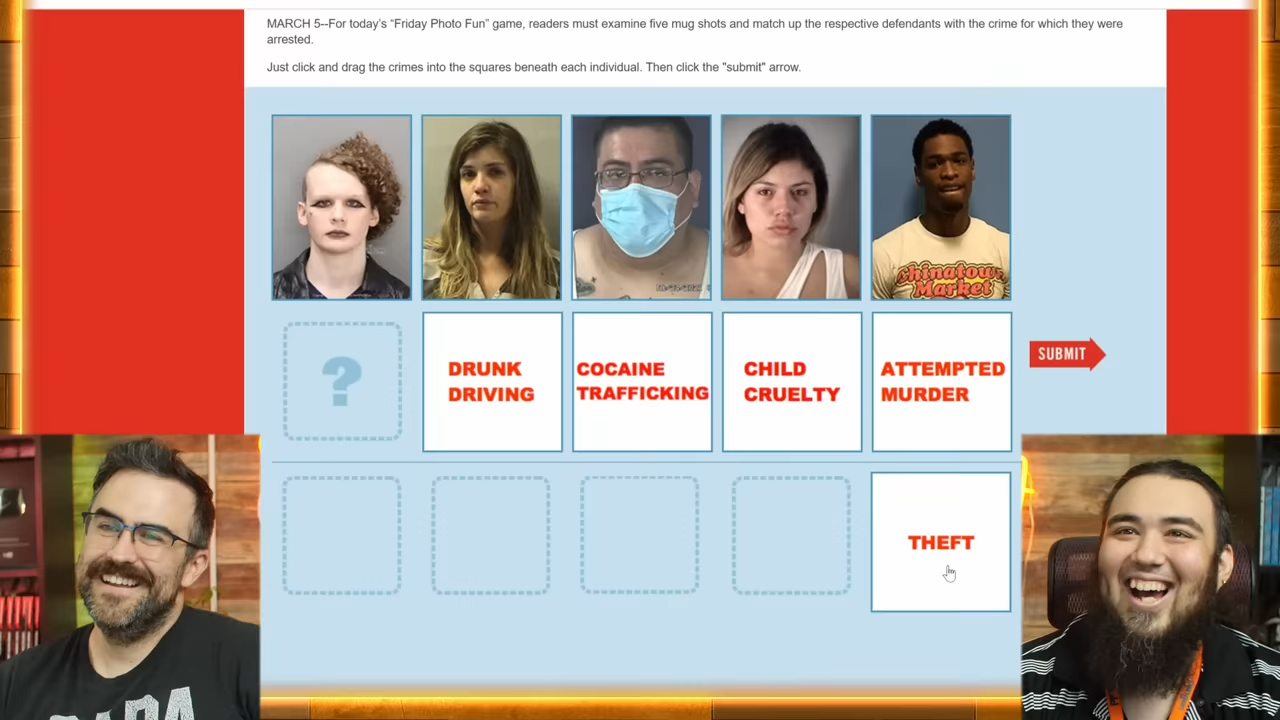 MARCH 5--For today's “Friday Photo Fun” game, readers must examine five mug shots and match up the respective defendants with the crime for which they were
arrested.
Just click and drag the crimes into the squares beneath each individual. Then click the "submit" arrow.
Chinatown
Market
?
DRUNK
DRIVING
COCAINE
TRAFFICKING
CHILD
CRUELTY
ATTEMPTED
MURDER
SUBMIT
THEFT